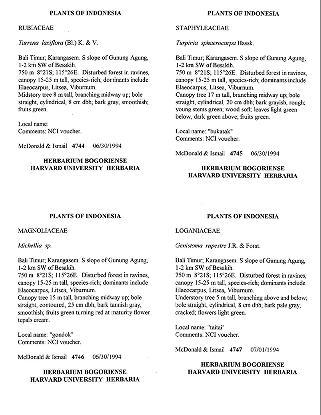 PLANTS OF INDONESIA
RUBIACEAE
Tarenna laxiflora (Bl.) K. & V.
Bali Timur; Karangasem. S slope of Gunung Agung,
1-2 km SW of Besakih.
750 m 8°21S; 115°26E. Disturbed forest in ravines,
canopy 15-25 m tall, species-rich; dominants include
Elaeocarpus, Litsea, Viburnum.
Midstory tree 8 m tall, branching midway up; bole
straight, cylindrical, 8 cm dbh; bark gray, smoothish;
fruits green.
Local name:
Comments: NCI voucher.
McDonald & Ismail 4744 06/30/1994
HERBARIUM BOGORIENSE
HARVARD UNIVERSITY HERBARIA
PLANTS OF INDONESIA
STAPHYLEACEAE
Turpinia sphaerocarpa Hassk.
Bali Timur; Karangasem. S slope of Gunung Agung,
1-2 km SW of Besakih.
750 m 8°21S; 115°26E. Disturbed forest in ravines,
canopy 15-25 m tall, species-rich; dominants include
Elaeocarpus, Litsea, Viburnum.
Canopy tree 17 m tall, branching midway up; bole
straight, cylindrical, 20 cm dbh; bark grayish, rough;
young stems green; wood soft; leaves light green
below, dark green above; fruits green.
Local name:
Comments: NCI voucher.
McDonald & Ismail 4745 06/30/1994
HERBARIUM BOGORIENSE
HARVARD UNIVERSITY HERBARIA
PLANTS OF INDONESIA
MAGNOLIACEAE
Michelia sp.
Bali Timur; Karangasem. S slope of Gunung Agung,
1-2 km SW of Besakih.
750 m 8°21S; 115°26E. Disturbed forest in ravines,
canopy 15-25 m tall, species-rich; dominants include
Elaeocarpus, Litsea, Viburnum.
Canopy tree 15 m tall, branching midway up; bole
straight, contoured, 25 cm dbh, bark tannish gray,
smoothish; fruits green turning red at maturity flower
tepals cream.
Local name: "gondok"
Comments: NCI voucher.
McDonald & Ismail 4746 06/30/1994
HERBARIUM BOGORIENSE
HARVARD UNIVERSITY HERBARIA
PLANTS OF INDONESIA
LOGANIACEAE
Geniostoma rupestre J.R. & Forst.
Bali Timur; Karangasem. S slope of Gunung Agung,
1-2 km SW of Besakih.
750 m 8°21S; 115°26E. Disturbed forest in ravines,
canopy 15-25 m tall, species-rich; dominants include
Elaeocarpus, Litsea, Viburnum.
Understory tree 5 m tall, branching above and below;
bole straight, cylindrical, 8 cm dbh; bark pale gray,
cracked; flowers light green.
Local name:
Comments: NCI voucher.
McDonald & Ismail 4747 07/01/1994
HERBARIUM BOGORIENSE
HARVARD UNIVERSITY HERBARIA